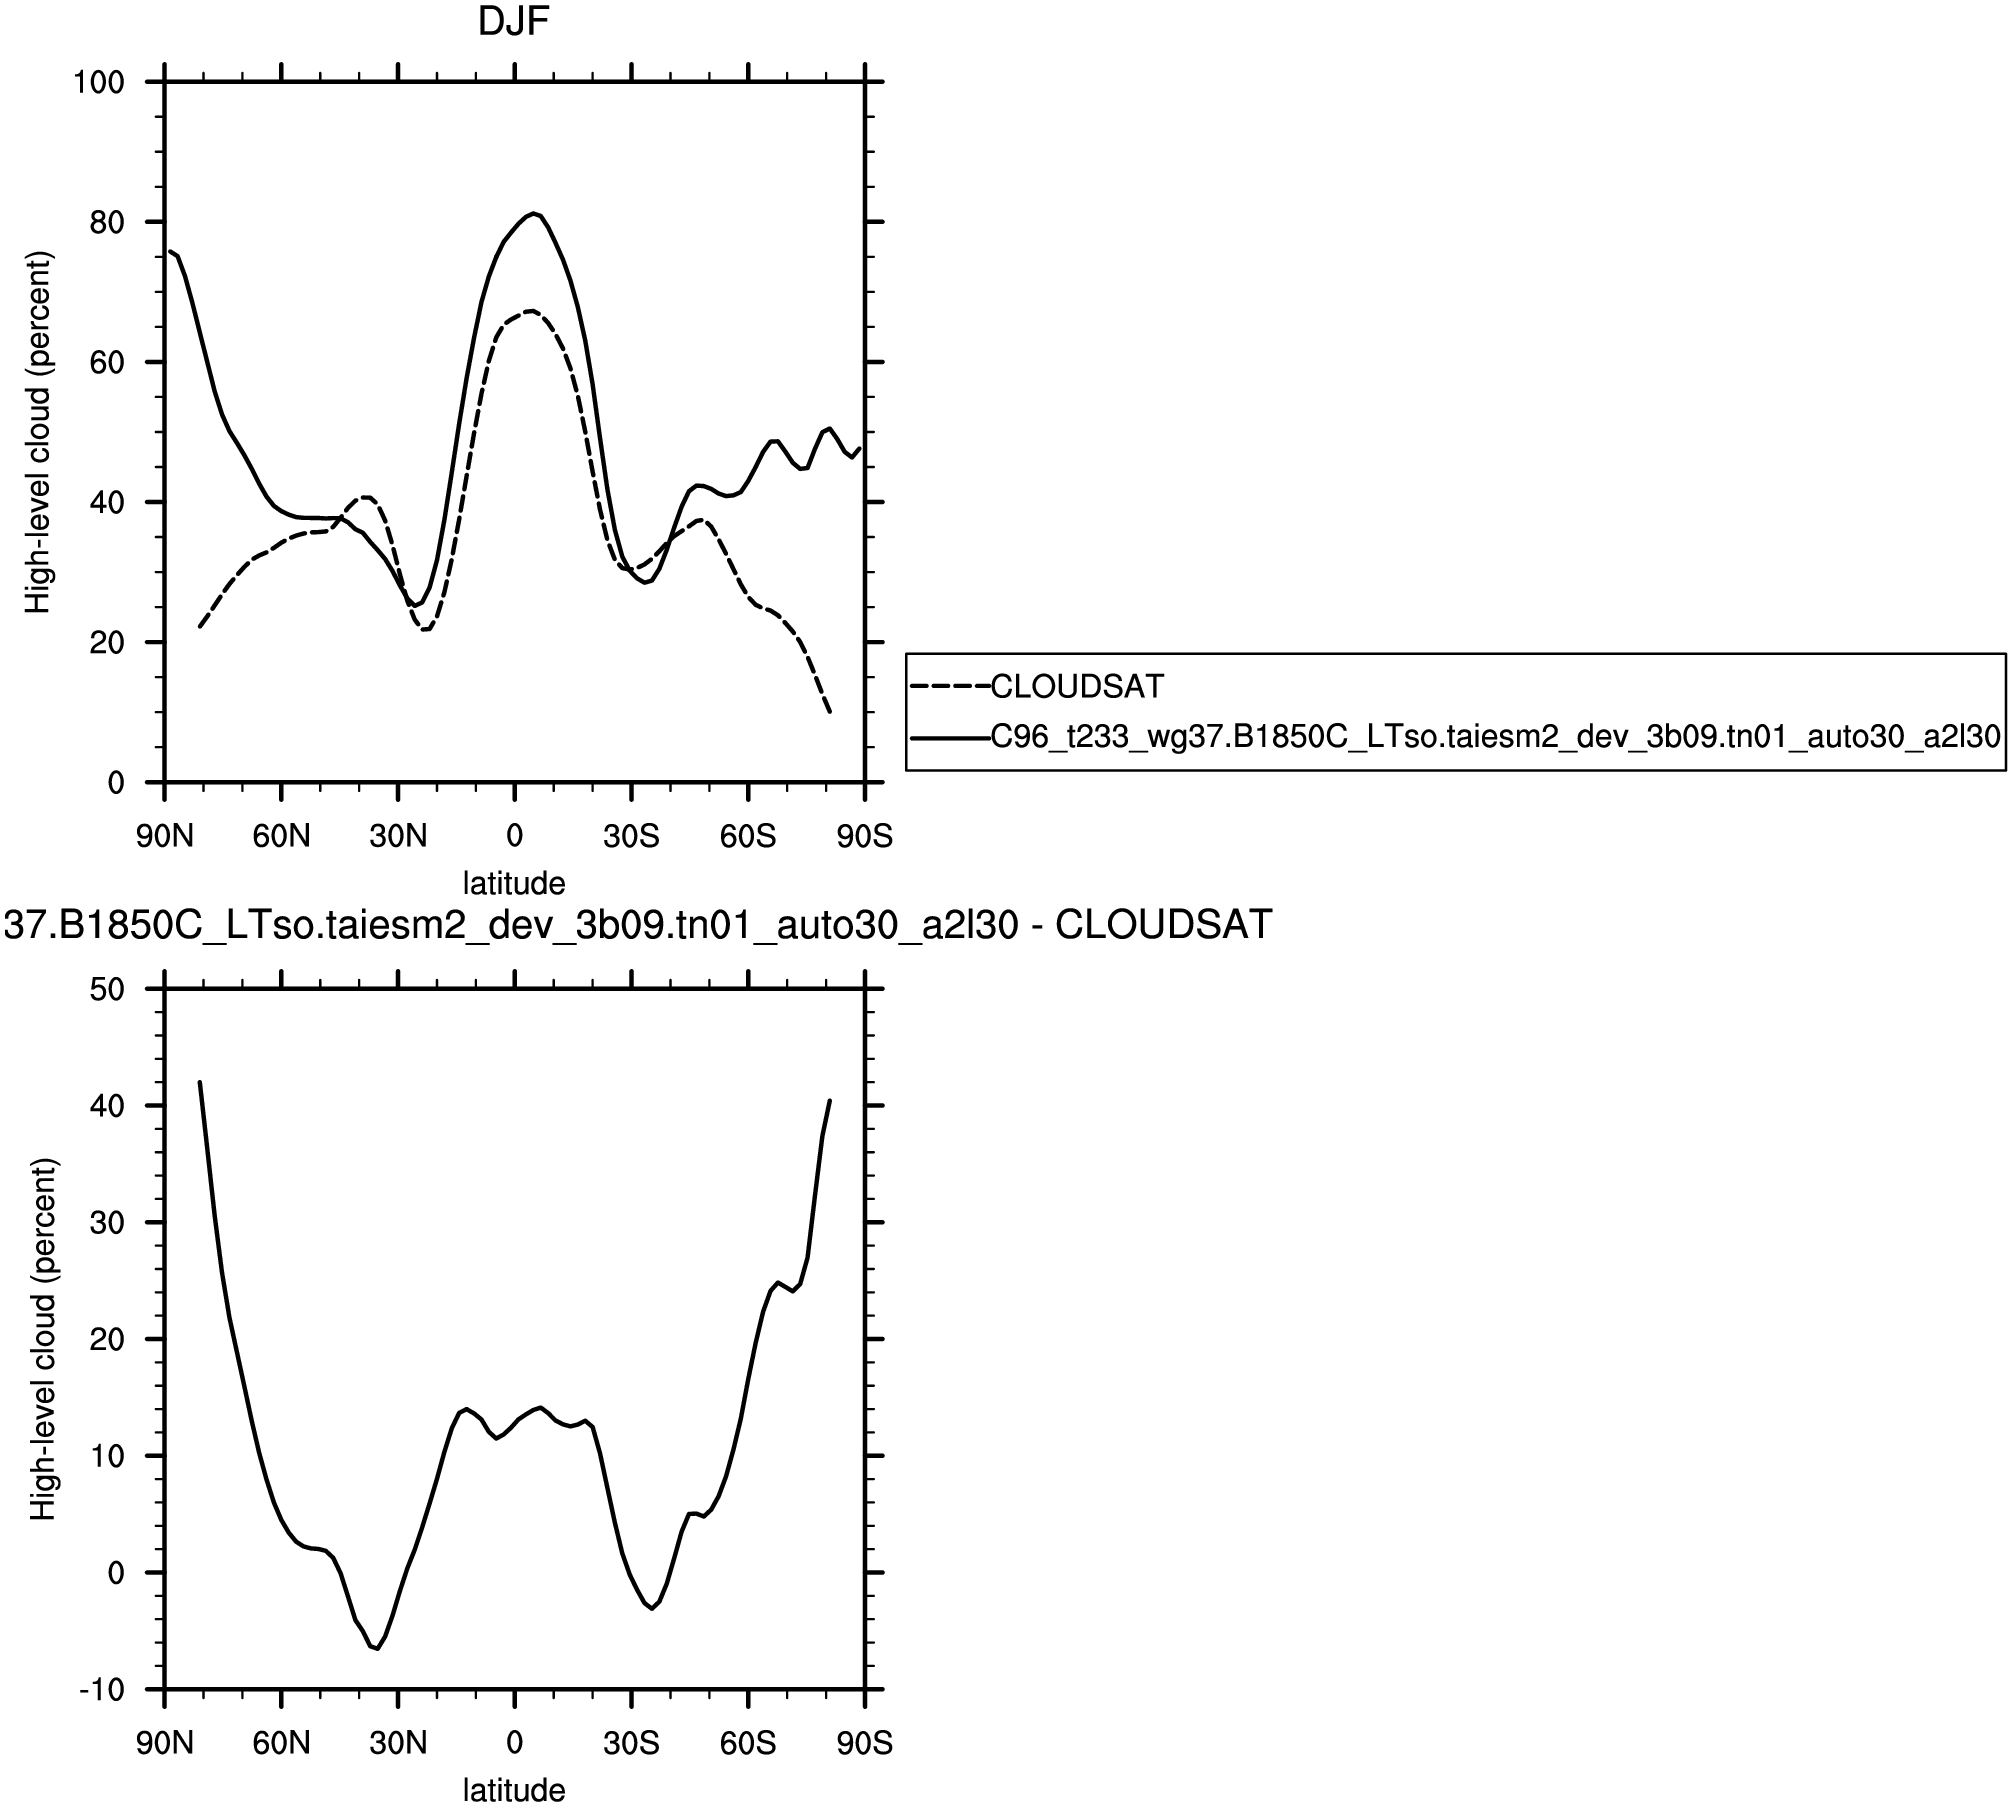 DJF
100
80
60
40
20
0
High-level cloud (percent)
90N 60N 30N 0 30S 60S 90S
latitude
CLOUDSAT
C96_t233_wg37.B1850C_LTso.taiesm2_dev_3b09.tn01_auto30_a2l30
37.B1850C_LTso.taiesm2_dev_3b09.tn01_auto30_a2l30 - CLOUDSAT
50
40
30
20
10
0
-10
High-level cloud (percent)
90N 60N 30N 0 30S 60S 90S
latitude